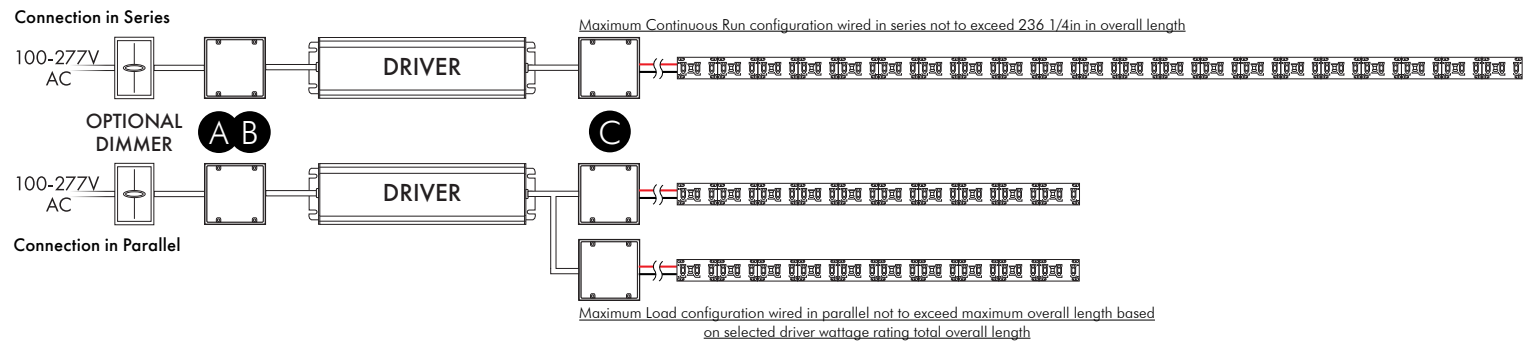 Connection in Series
Maximum Continuous Run configuration wired in series not to exceed 236 1/4in in overall length
100-277V
AC
DRIVER
OPTIONAL
DIMMER
A B
C
100-277V
AC
DRIVER
Connection in Parallel
Maximum Load configuration wired in parallel not to exceed maximum overall length based
on selected driver wattage rating total overall length